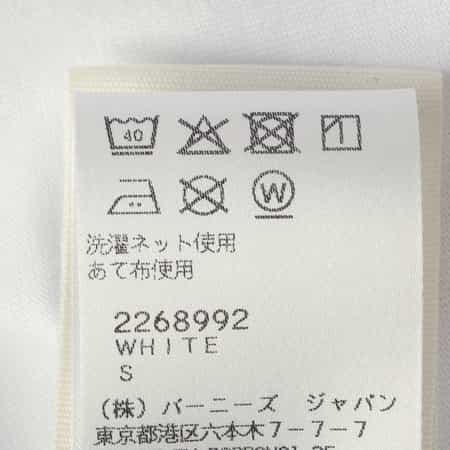 40
W
洗濯ネット使用
あて布使用
2268992
WHITE
S
(株) バーニーズ ジャパン
東京都港区六本木7-7-7